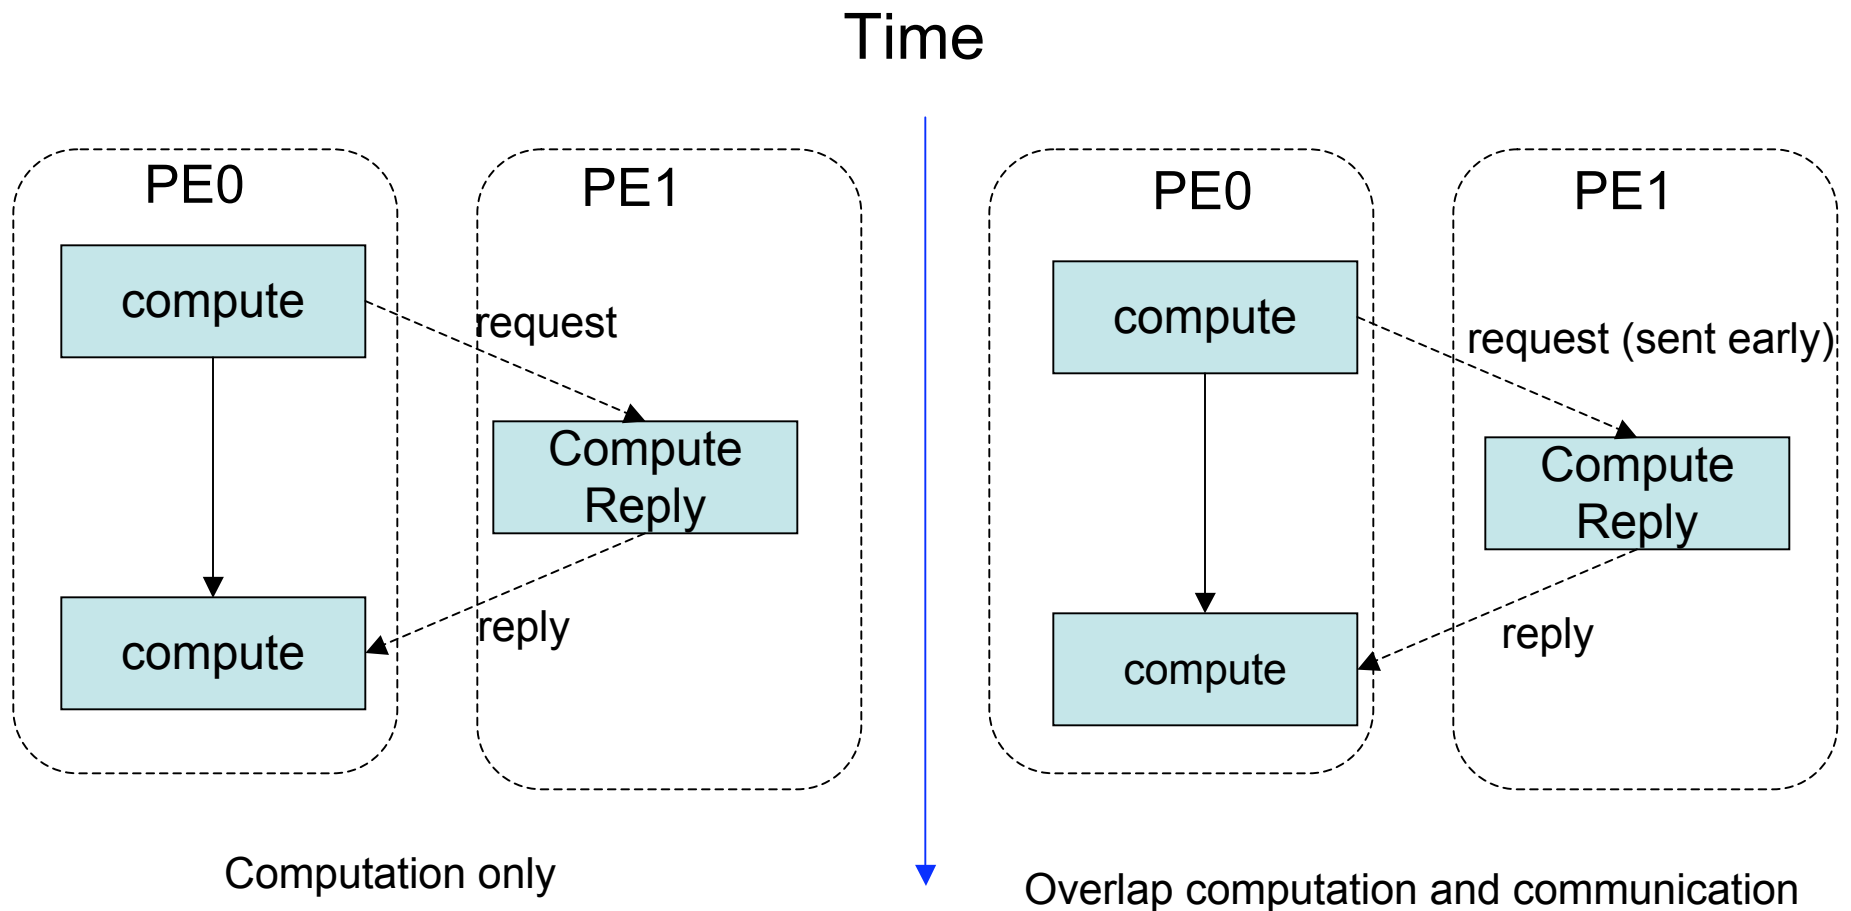 Time
PE0
PE1
compute
request
Compute
Reply
reply
compute
Computation only
PE0
PE1
compute
request (sent early)
Compute
Reply
reply
compute
Overlap computation and communication